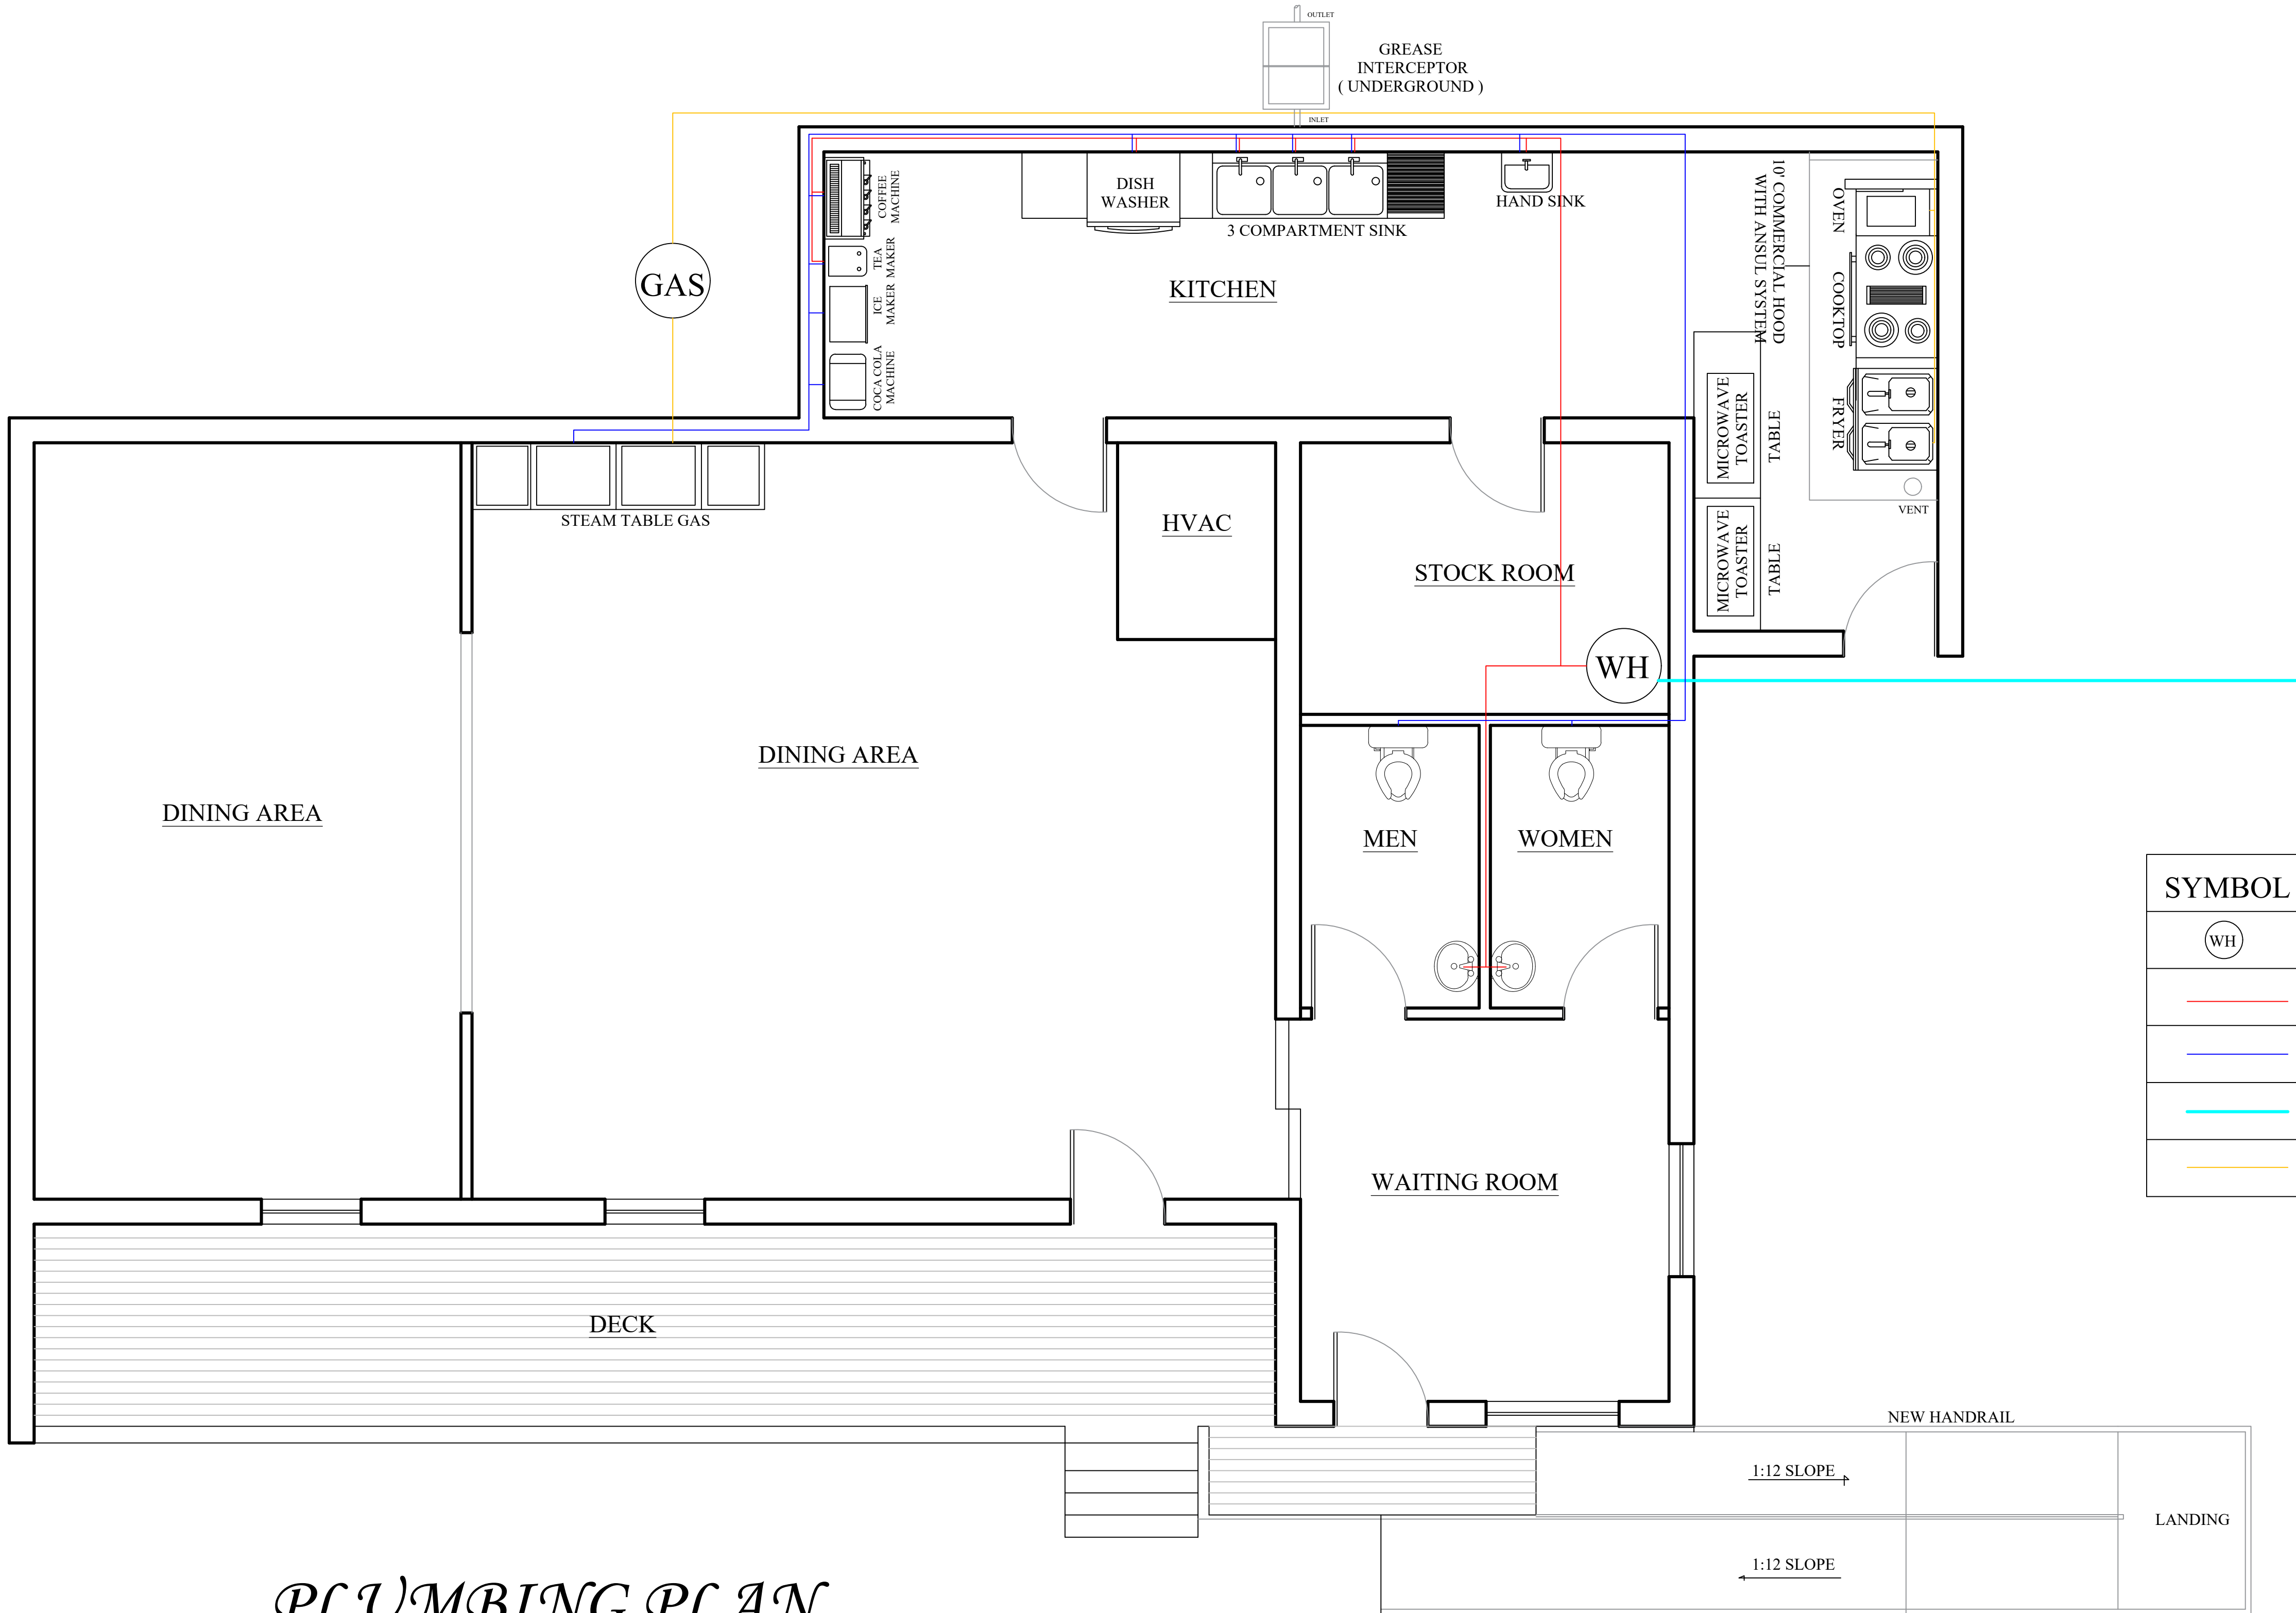 OUTLET
GREASE
INTERCEPTOR
( UNDERGROUND )
INLET
COFFEE
MACHINE
TEA
MAKER
ICE
MAKER
COCA COLA
MACHINE
DISH
WASHER
3 COMPARTMENT SINK
HAND SINK
10' COMMERCIAL HOOD
WITH ANSUL SYSTEM
OVEN
COOKTOP
FRYER
VENT
GAS
KITCHEN
MICROWAVE
TOASTER
TABLE
MICROWAVE
TOASTER
TABLE
STEAM TABLE GAS
HVAC
STOCK ROOM
WH
DINING AREA
DINING AREA
MEN
WOMEN
SYMBOL
WH
WAITING ROOM
DECK
NEW HANDRAIL
1:12 SLOPE
LANDING
1:12 SLOPE
PLUMBING PLAN